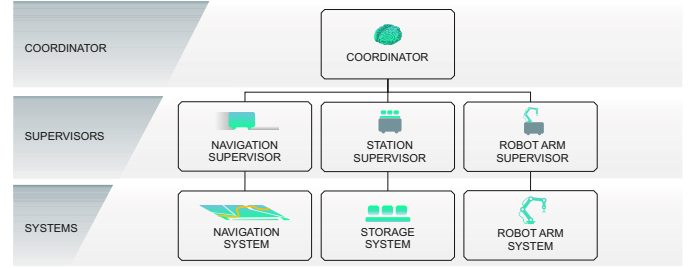 COORDINATOR
COORDINATOR
SUPERVISORS
NAVIGATION
SUPERVISOR
STATION
SUPERVISOR
ROBOT ARM
SUPERVISOR
SYSTEMS
NAVIGATION
SYSTEM
STORAGE
SYSTEM
ROBOT ARM
SYSTEM